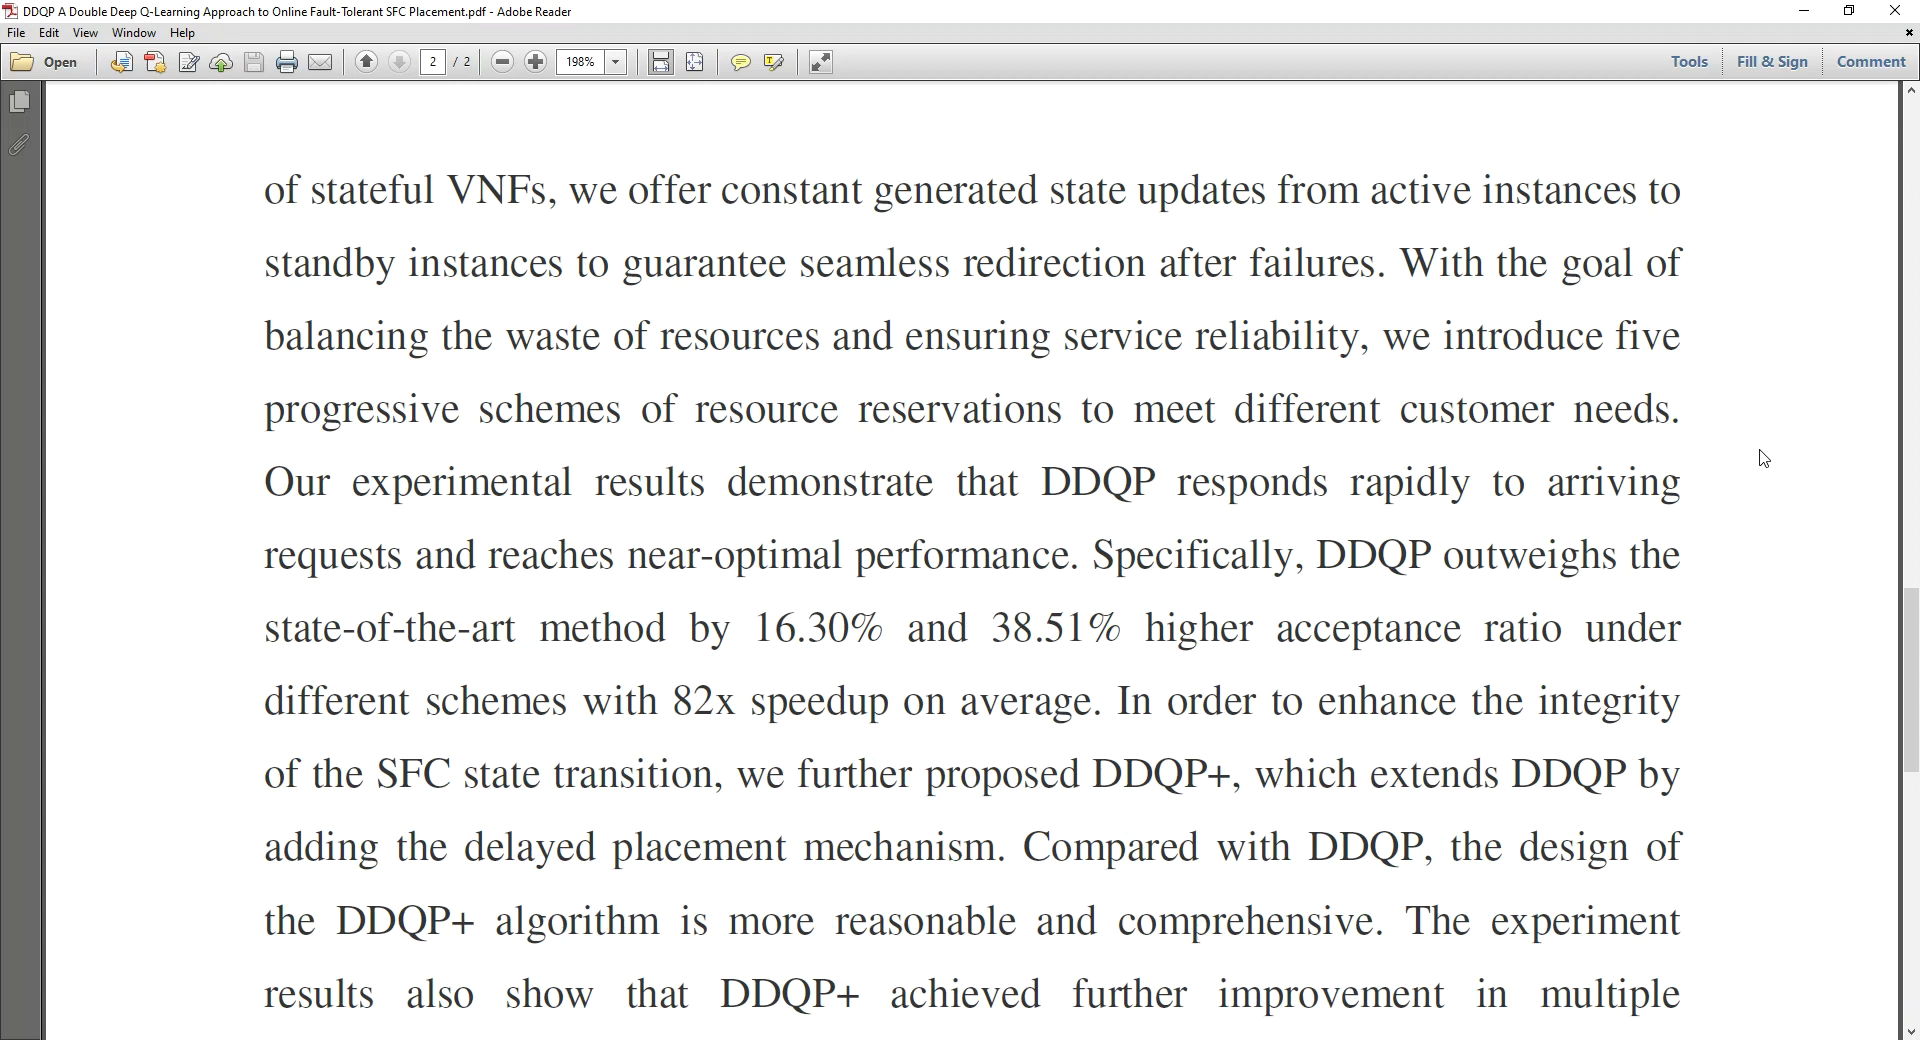 DDQP A Double Deep Q-Learning Approach to Online Fault-Tolerant SFC Placement.pdf - Adobe Reader
File Edit View Window Help
Open 2 / 2 198% Tools Fill & Sign Comment
of stateful VNFs, we offer constant generated state updates from active instances to
standby instances to guarantee seamless redirection after failures. With the goal of
balancing the waste of resources and ensuring service reliability, we introduce five
progressive schemes of resource reservations to meet different customer needs.
Our experimental results demonstrate that DDQP responds rapidly to arriving
requests and reaches near-optimal performance. Specifically, DDQP outweighs the
state-of-the-art method by 16.30% and 38.51% higher acceptance ratio under
different schemes with 82x speedup on average. In order to enhance the integrity
of the SFC state transition, we further proposed DDQP+, which extends DDQP by
adding the delayed placement mechanism. Compared with DDQP, the design of
the DDQP+ algorithm is more reasonable and comprehensive. The experiment
results also show that DDQP+ achieved further improvement in multiple